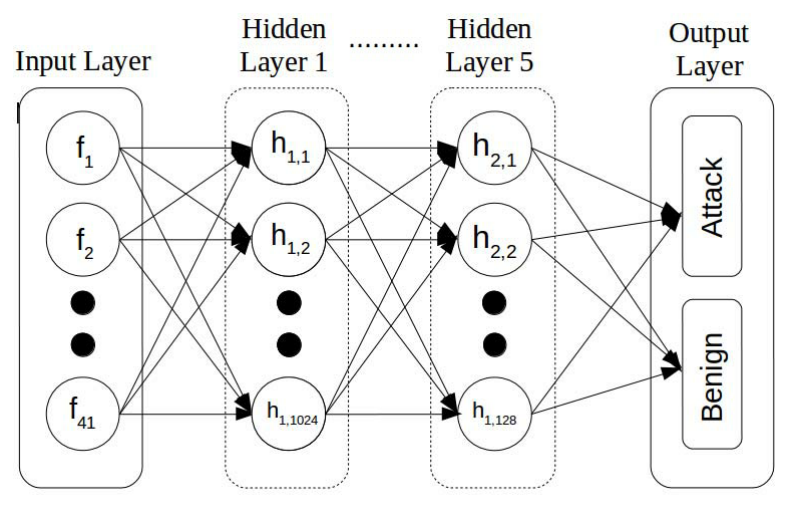 Input Layer
Hidden
Layer 1
.........
Hidden
Layer 5
Output
Layer
f1
h1,1
h2,1
Attack
f2
h1,2
h2,2
Benign
f41
h1,1024
h1,128